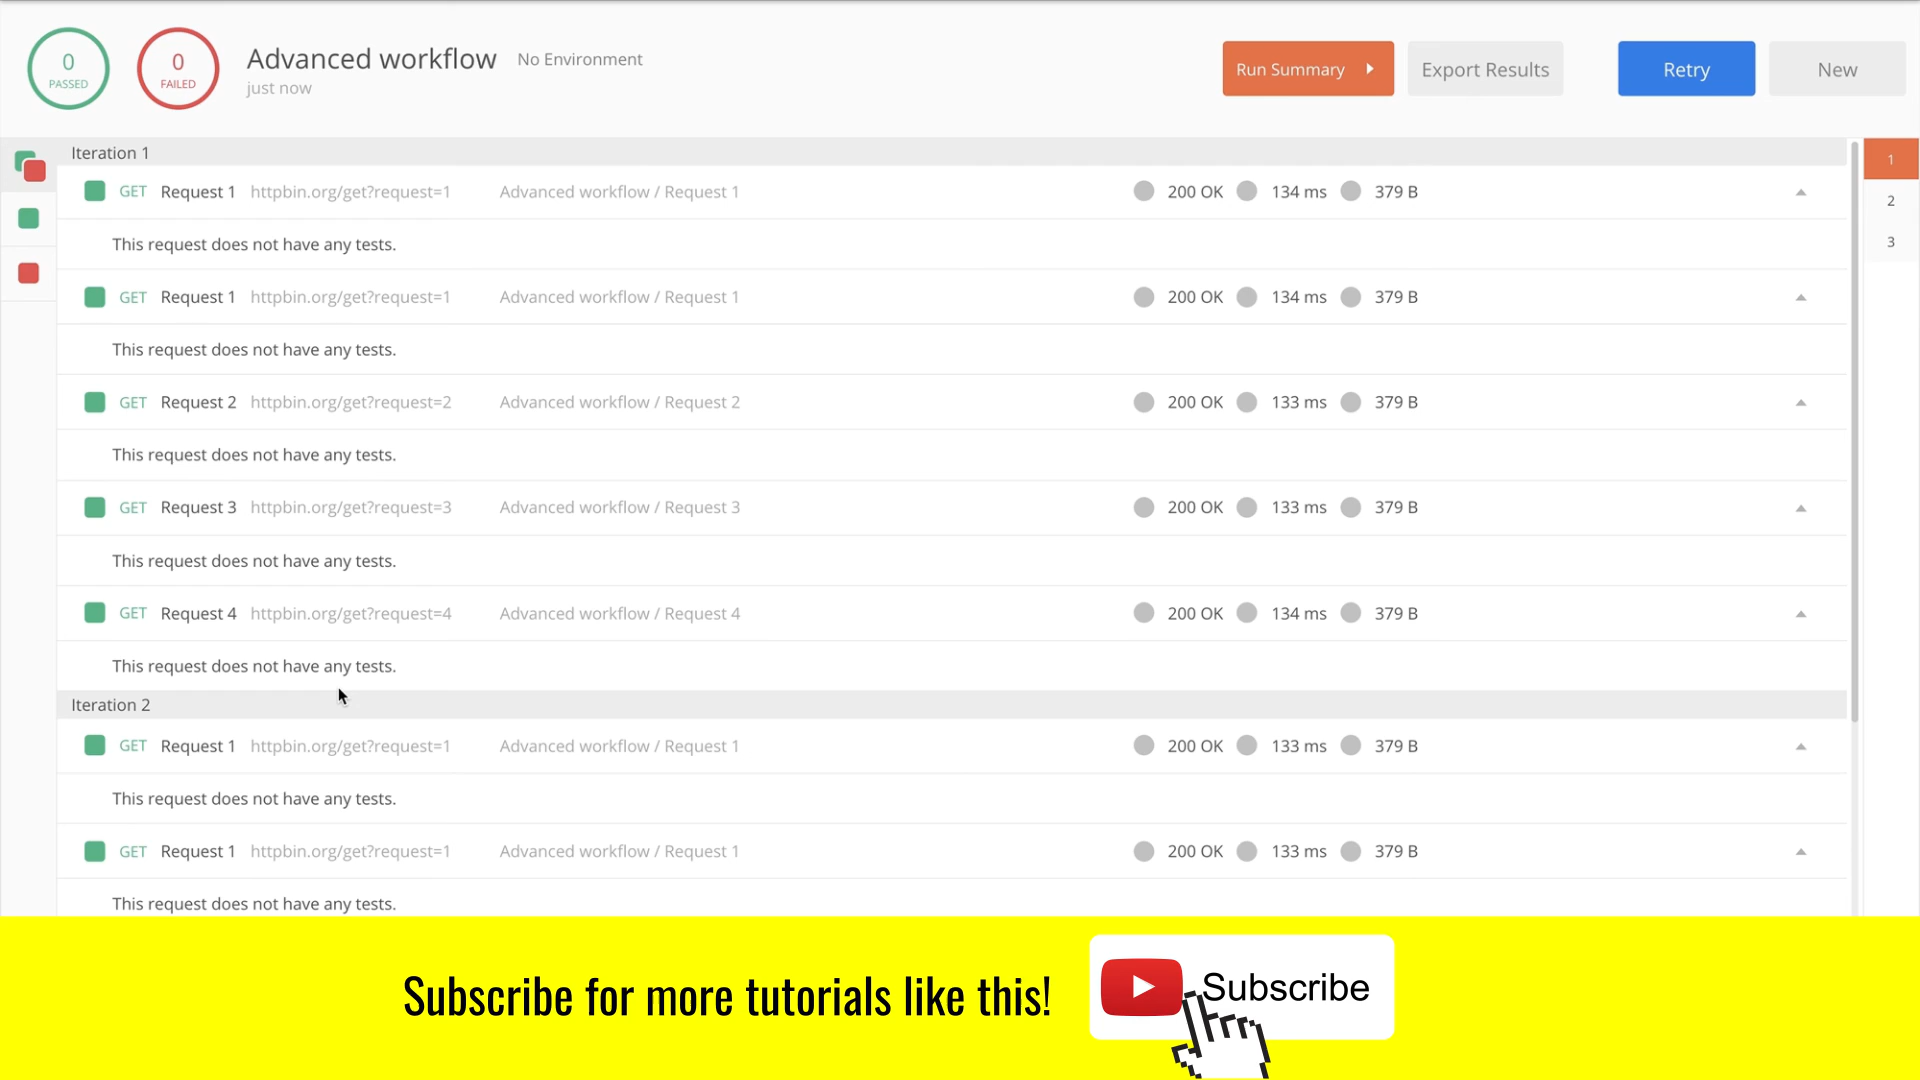 0 PASSED
0 FAILED
Advanced workflow No Environment
just now
Run Summary
Export Results
Retry
New
Iteration 1
GET Request 1 httpbin.org/get?request=1 Advanced workflow / Request 1 200 OK 134 ms 379 B
This request does not have any tests.
GET Request 1 httpbin.org/get?request=1 Advanced workflow / Request 1 200 OK 134 ms 379 B
This request does not have any tests.
GET Request 2 httpbin.org/get?request=2 Advanced workflow / Request 2 200 OK 133 ms 379 B
This request does not have any tests.
GET Request 3 httpbin.org/get?request=3 Advanced workflow / Request 3 200 OK 133 ms 379 B
This request does not have any tests.
GET Request 4 httpbin.org/get?request=4 Advanced workflow / Request 4 200 OK 134 ms 379 B
This request does not have any tests.
Iteration 2
GET Request 1 httpbin.org/get?request=1 Advanced workflow / Request 1 200 OK 133 ms 379 B
This request does not have any tests.
GET Request 1 httpbin.org/get?request=1 Advanced workflow / Request 1 200 OK 133 ms 379 B
This request does not have any tests.
1
2
3
Subscribe for more tutorials like this!
Subscribe